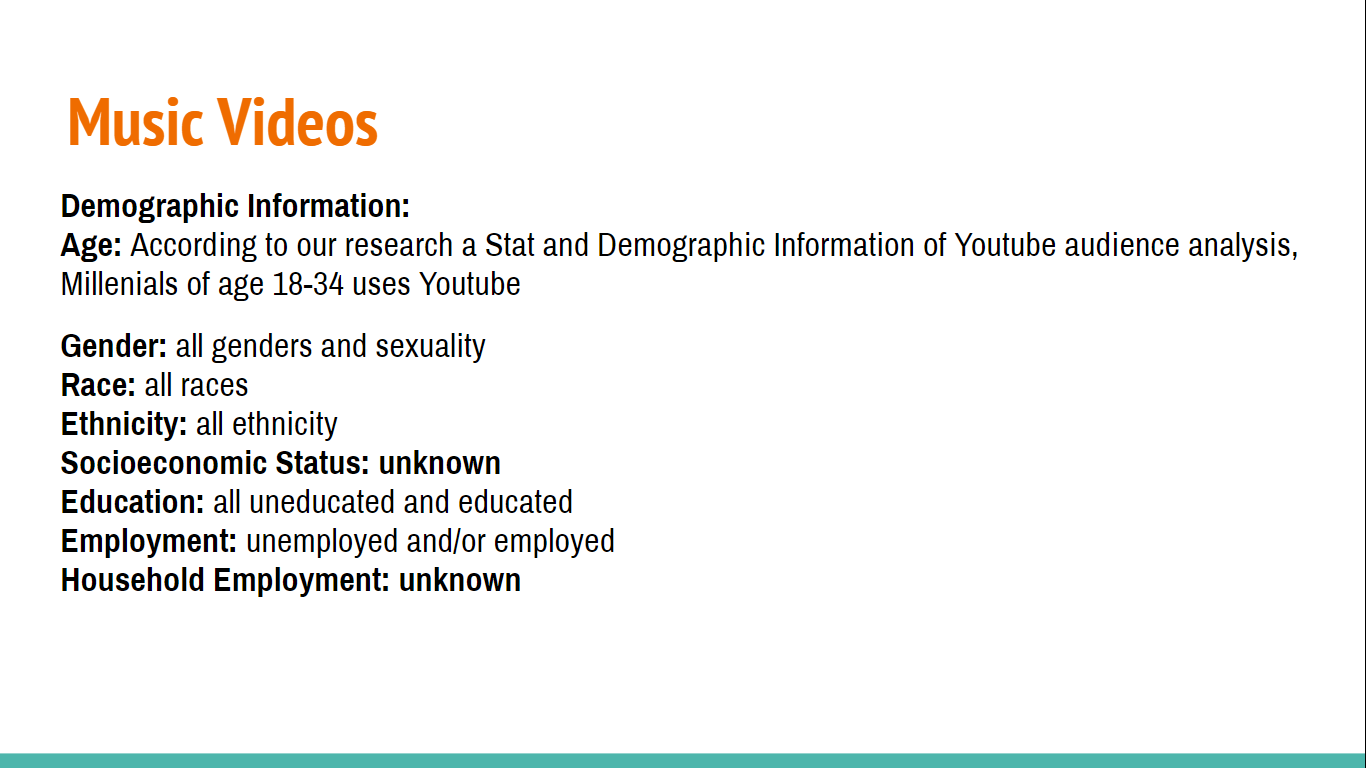 Music Videos
Demographic Information:
Age: According to our research a Stat and Demographic Information of Youtube audience analysis,
Millenials of age 18-34 uses Youtube
Gender: all genders and sexuality
Race: all races
Ethnicity: all ethnicity
Socioeconomic Status: unknown
Education: all uneducated and educated
Employment: unemployed and/or employed
Household Employment: unknown